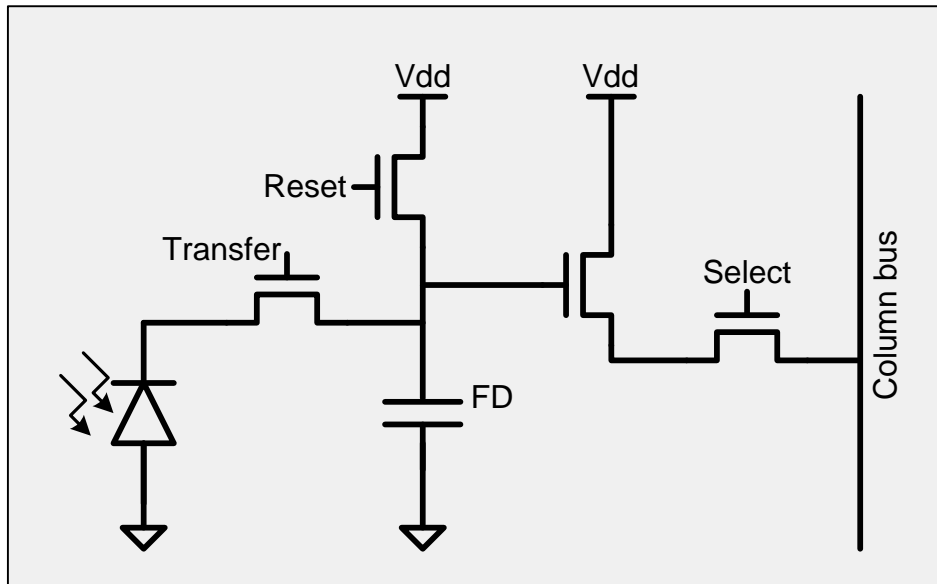 Vdd
Vdd
Reset
Transfer
Select
Column bus
FD